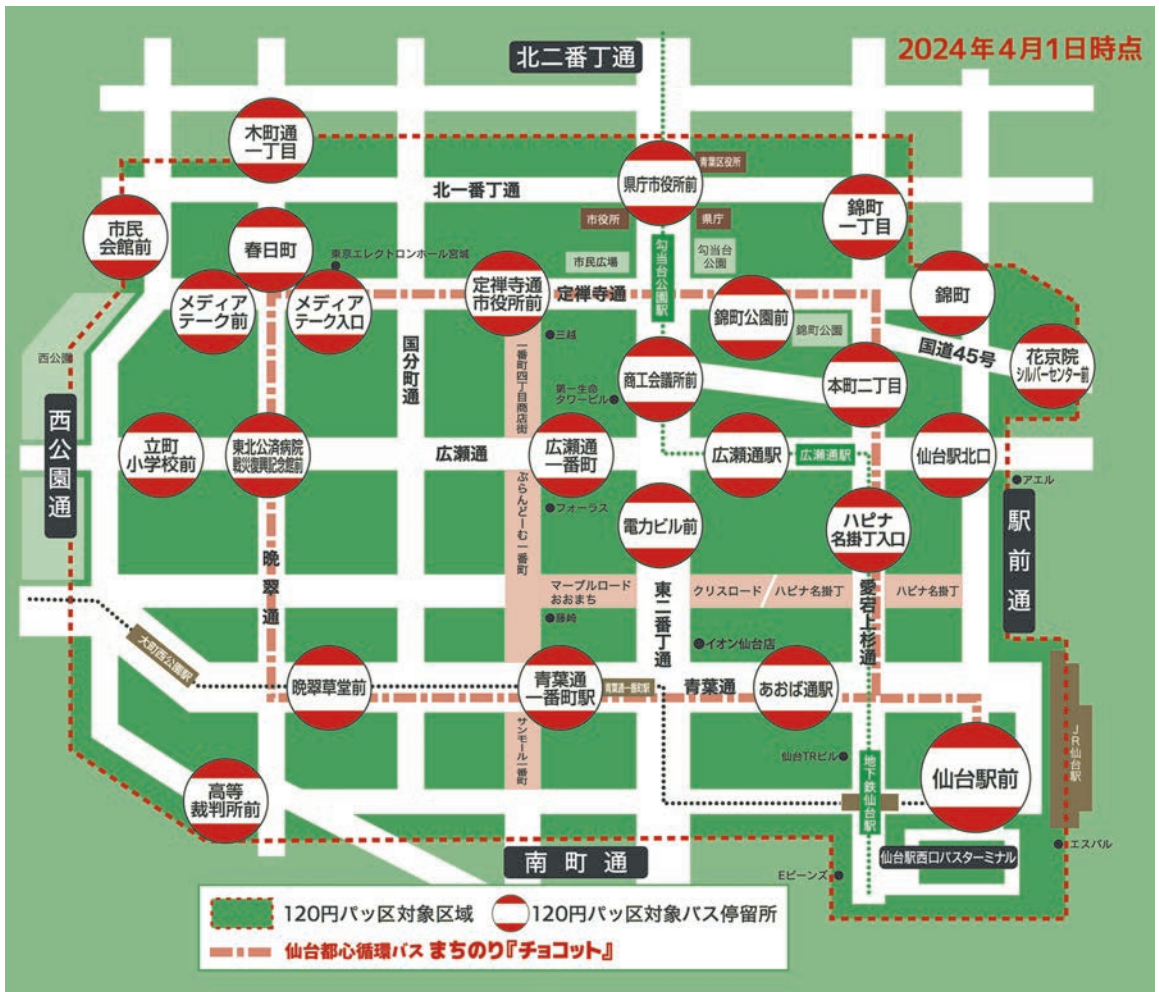 2024年4月1日時点
北二番丁通
木町通
一丁目
青葉区役所
県庁市役所前
北一番丁通
錦町
一丁目
市民
会館前
春日町
市役所
県庁
東京エレクトロンホール宮城
定禅寺通
市役所前
市民広場
勾当台
公園
勾当台公園駅
定禅寺通
錦町
メディア
テーク前
メディア
テーク入口
錦町公園前
錦町公園
国分町通
三越
国道45号
花京院
シルバーセンター前
西公園
一番町四丁目商店街
第一生命
タワービル
商工会議所前
本町二丁目
西公園通
立町
小学校前
東北公済病院
戦災復興記念館前
広瀬通
広瀬通
一番町
広瀬通駅
広瀬通駅
仙台駅北口
アエル
ぶらんどーむ一番町
フォーラス
電力ビル前
ハピナ
名掛丁入口
駅前通
晩翠通
マーブルロード
おおまち
クリスロード
ハピナ名掛丁
ハピナ名掛丁
東二番丁通
愛宕上杉通
藤崎
イオン仙台店
大町西公園駅
晩翠草堂前
青葉通
一番町駅
青葉通一番町駅
青葉通
あおば通駅
サンモール一番町
仙台TRビル
地下鉄仙台駅
仙台駅前
JR仙台駅
高等
裁判所前
南町通
仙台駅西口バスターミナル
エスパル
Eビーンズ
120円パッ区対象区域
120円パッ区対象バス停留所
仙台都心循環バス まちのり『チョコット』